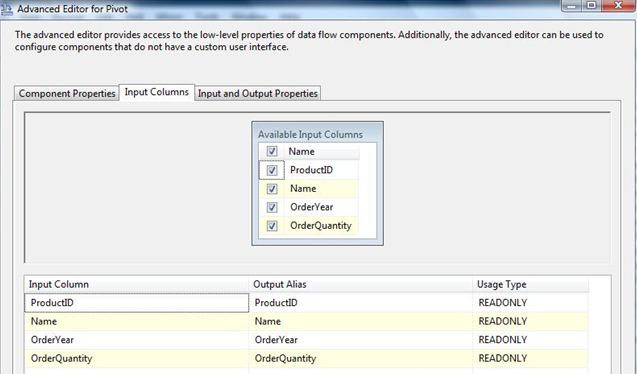 Advanced Editor for Pivot
The advanced editor provides access to the low-level properties of data flow components. Additionally, the advanced editor can be used to
configure components that do not have a custom user interface.
Component Properties Input Columns Input and Output Properties
Available Input Columns
Name
ProductID
Name
OrderYear
OrderQuantity
Input Column Output Alias Usage Type
ProductID ProductID READONLY
Name Name READONLY
OrderYear OrderYear READONLY
OrderQuantity OrderQuantity READONLY